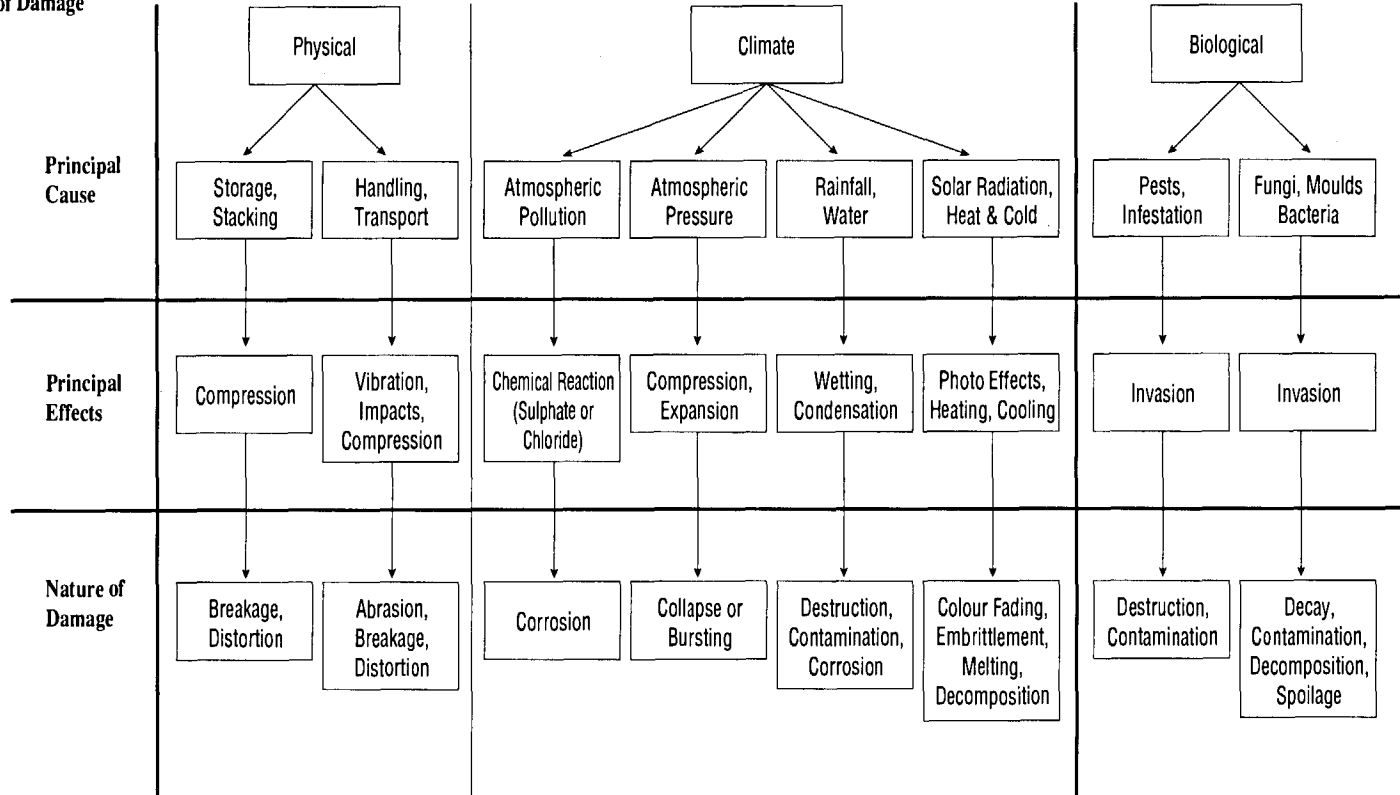 of Damage
Physical
Climate
Biological
Principal
Cause
Storage,
Stacking
Handling,
Transport
Atmospheric
Pollution
Atmospheric
Pressure
Rainfall,
Water
Solar Radiation,
Heat & Cold
Pests,
Infestation
Fungi, Moulds
Bacteria
Principal
Effects
Compression
Vibration,
Impacts,
Compression
Chemical Reaction
(Sulphate or
Chloride)
Compression,
Expansion
Wetting,
Condensation
Photo Effects,
Heating, Cooling
Invasion
Invasion
Nature of
Damage
Breakage,
Distortion
Abrasion,
Breakage,
Distortion
Corrosion
Collapse or
Bursting
Destruction,
Contamination,
Corrosion
Colour Fading,
Embrittlement,
Melting,
Decomposition
Destruction,
Contamination
Decay,
Contamination,
Decomposition,
Spoilage